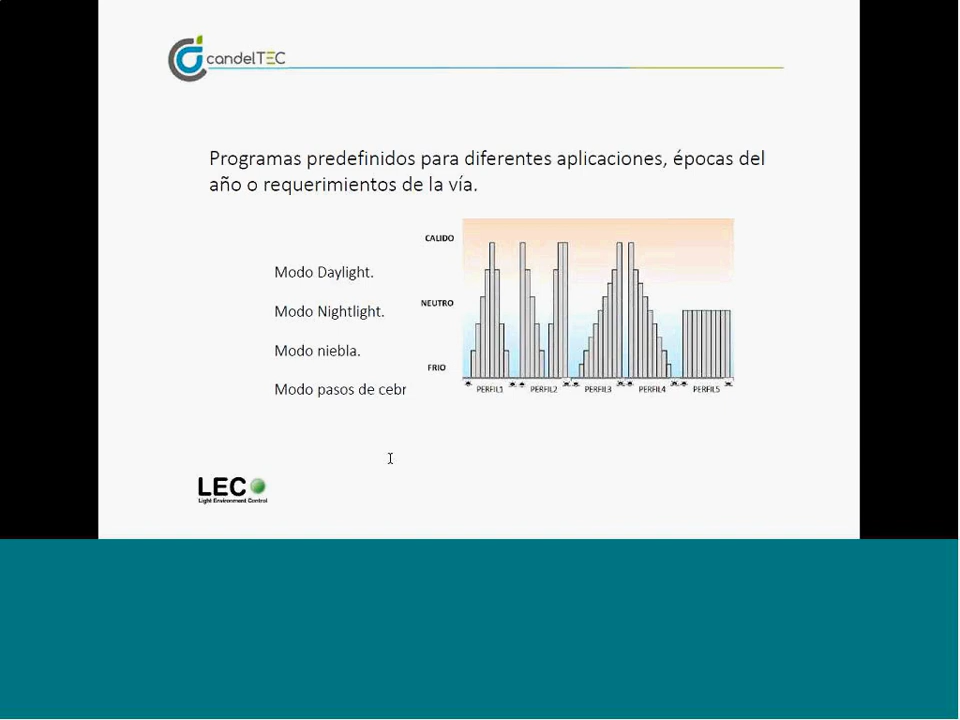 candelTEC
Programas predefinidos para diferentes aplicaciones, épocas del
año o requerimientos de la vía.
CALIDO
Modo Daylight.
NEUTRO
Modo Nightlight.
Modo niebla.
FRIO
Modo pasos de cebr
PERFIL1
PERFIL2
PERFIL3
PERFIL4
PERFIL5
LEC
Light Environment Control